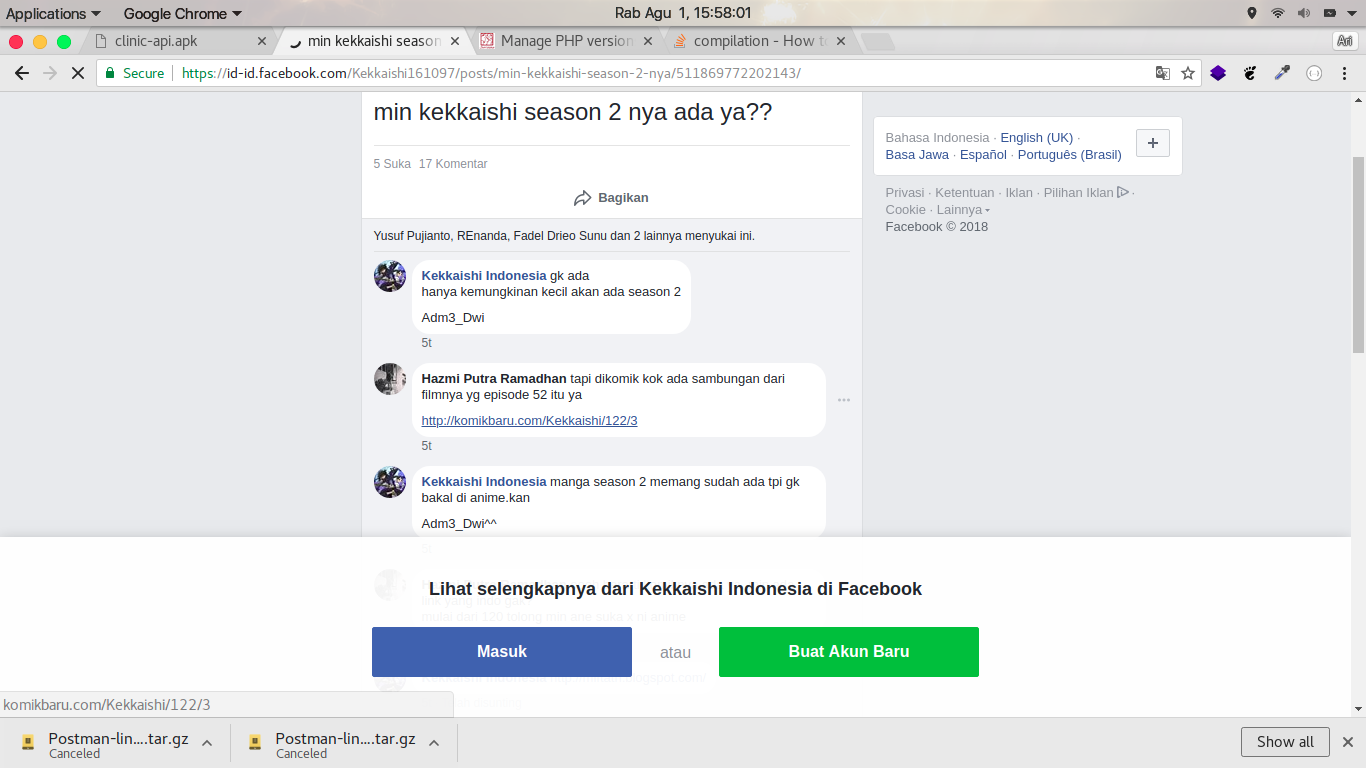 Applications
Google Chrome
Rab Agu 1, 15:58:01
clinic-api.apk
min kekkaishi season
Manage PHP version
compilation - How to
Ari
Secure
https://id-id.facebook.com/Kekkaishi161097/posts/min-kekkaishi-season-2-nya/511869772202143/
min kekkaishi season 2 nya ada ya??
5 Suka 17 Komentar
Bagikan
Yusuf Pujianto, REnanda, Fadel Drieo Sunu dan 2 lainnya menyukai ini.
Kekkaishi Indonesia gk ada
hanya kemungkinan kecil akan ada season 2
Adm3_Dwi
5t
Hazmi Putra Ramadhan tapi dikomik kok ada sambungan dari
filmnya yg episode 52 itu ya
http://komikbaru.com/Kekkaishi/122/3
5t
Kekkaishi Indonesia manga season 2 memang sudah ada tpi gk
bakal di anime.kan
Adm3_Dwi^^
Bahasa Indonesia · English (UK) ·
Basa Jawa · Español · Português (Brasil)
Privasi · Ketentuan · Iklan · Pilihan Iklan ·
Cookie · Lainnya
Facebook © 2018
Lihat selengkapnya dari Kekkaishi Indonesia di Facebook
Masuk
atau
Buat Akun Baru
komikbaru.com/Kekkaishi/122/3
Postman-lin....tar.gz
Canceled
Postman-lin....tar.gz
Canceled
Show all